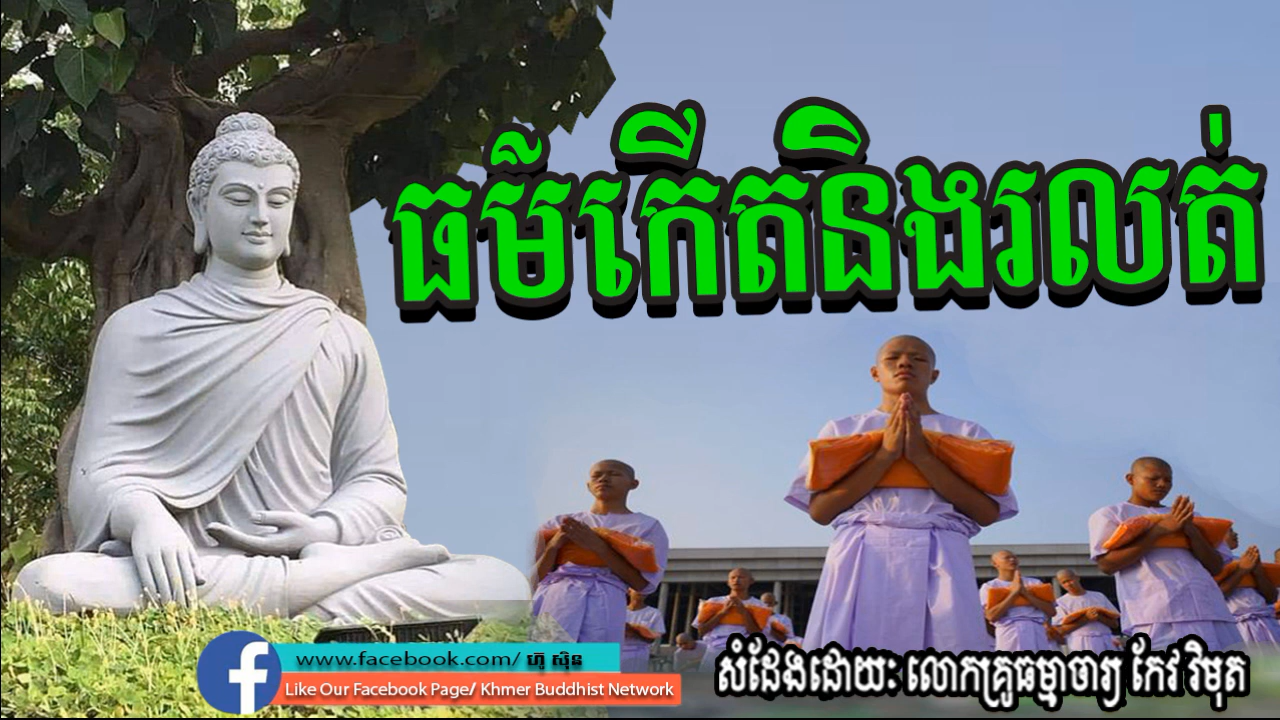 ធម៌កើតនិងរលត់
www.facebook.com/ ហ៊ូ ស៊ុន
Like Our Facebook Page/ Khmer Buddhist Network
សំដែងដោយៈ លោកគ្រូធម្មាចារ្យ កែវ វិមុត